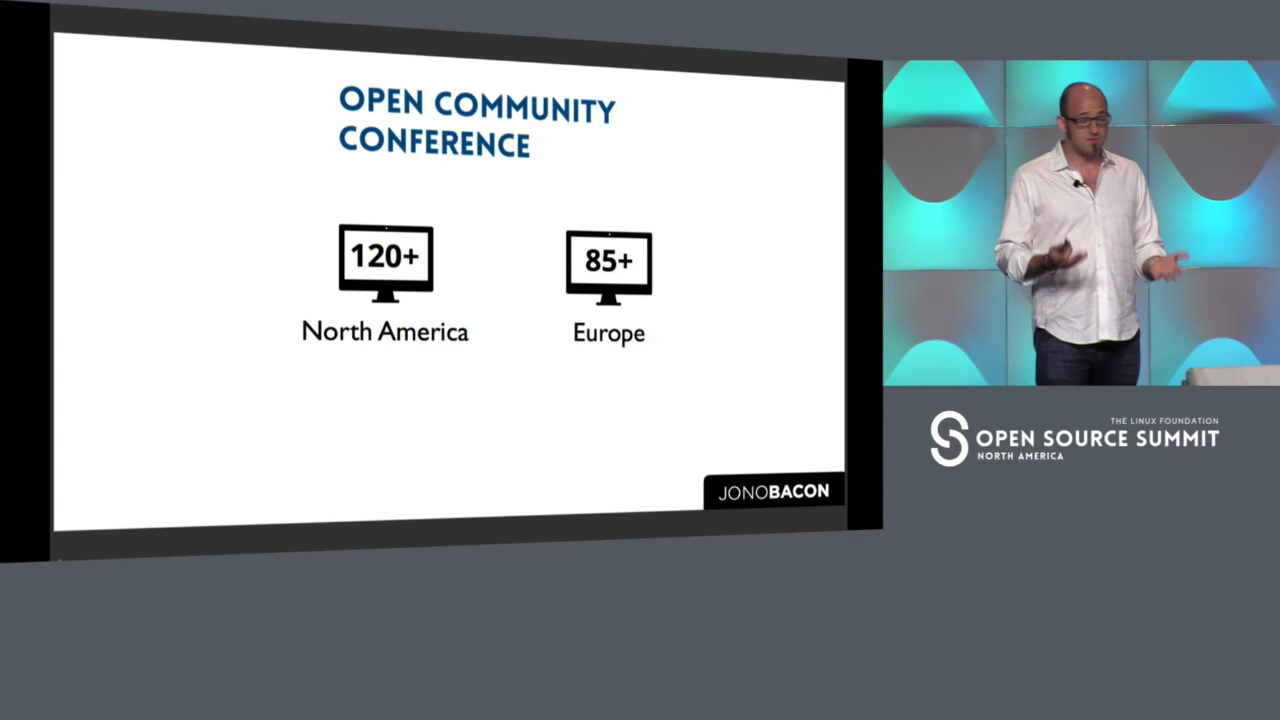 OPEN COMMUNITY
CONFERENCE
120+
85+
North America
Europe
JONOBACON
THE LINUX FOUNDATION
OPEN SOURCE SUMMIT
NORTH AMERICA